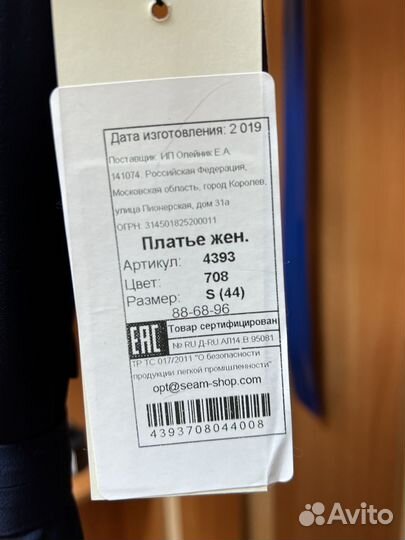 Дата изготовления: 2 019
Поставщик: ИП Олейник Е.А.
141074, Российская Федерация,
Московская область, город Королев,
улица Пионерская, дом 31а
ОГРН: 314501825200011
Платье жен.
Артикул: 4393
Цвет: 708
Размер: S (44)
88-68-96
EAC Товар сертифицирован
№ RU Д-RU АЛ14.В.95081
ТР ТС 017/2011 "О безопасности
продукции легкой промышленности"
opt@seam-shop.com
4393708044008
Avito